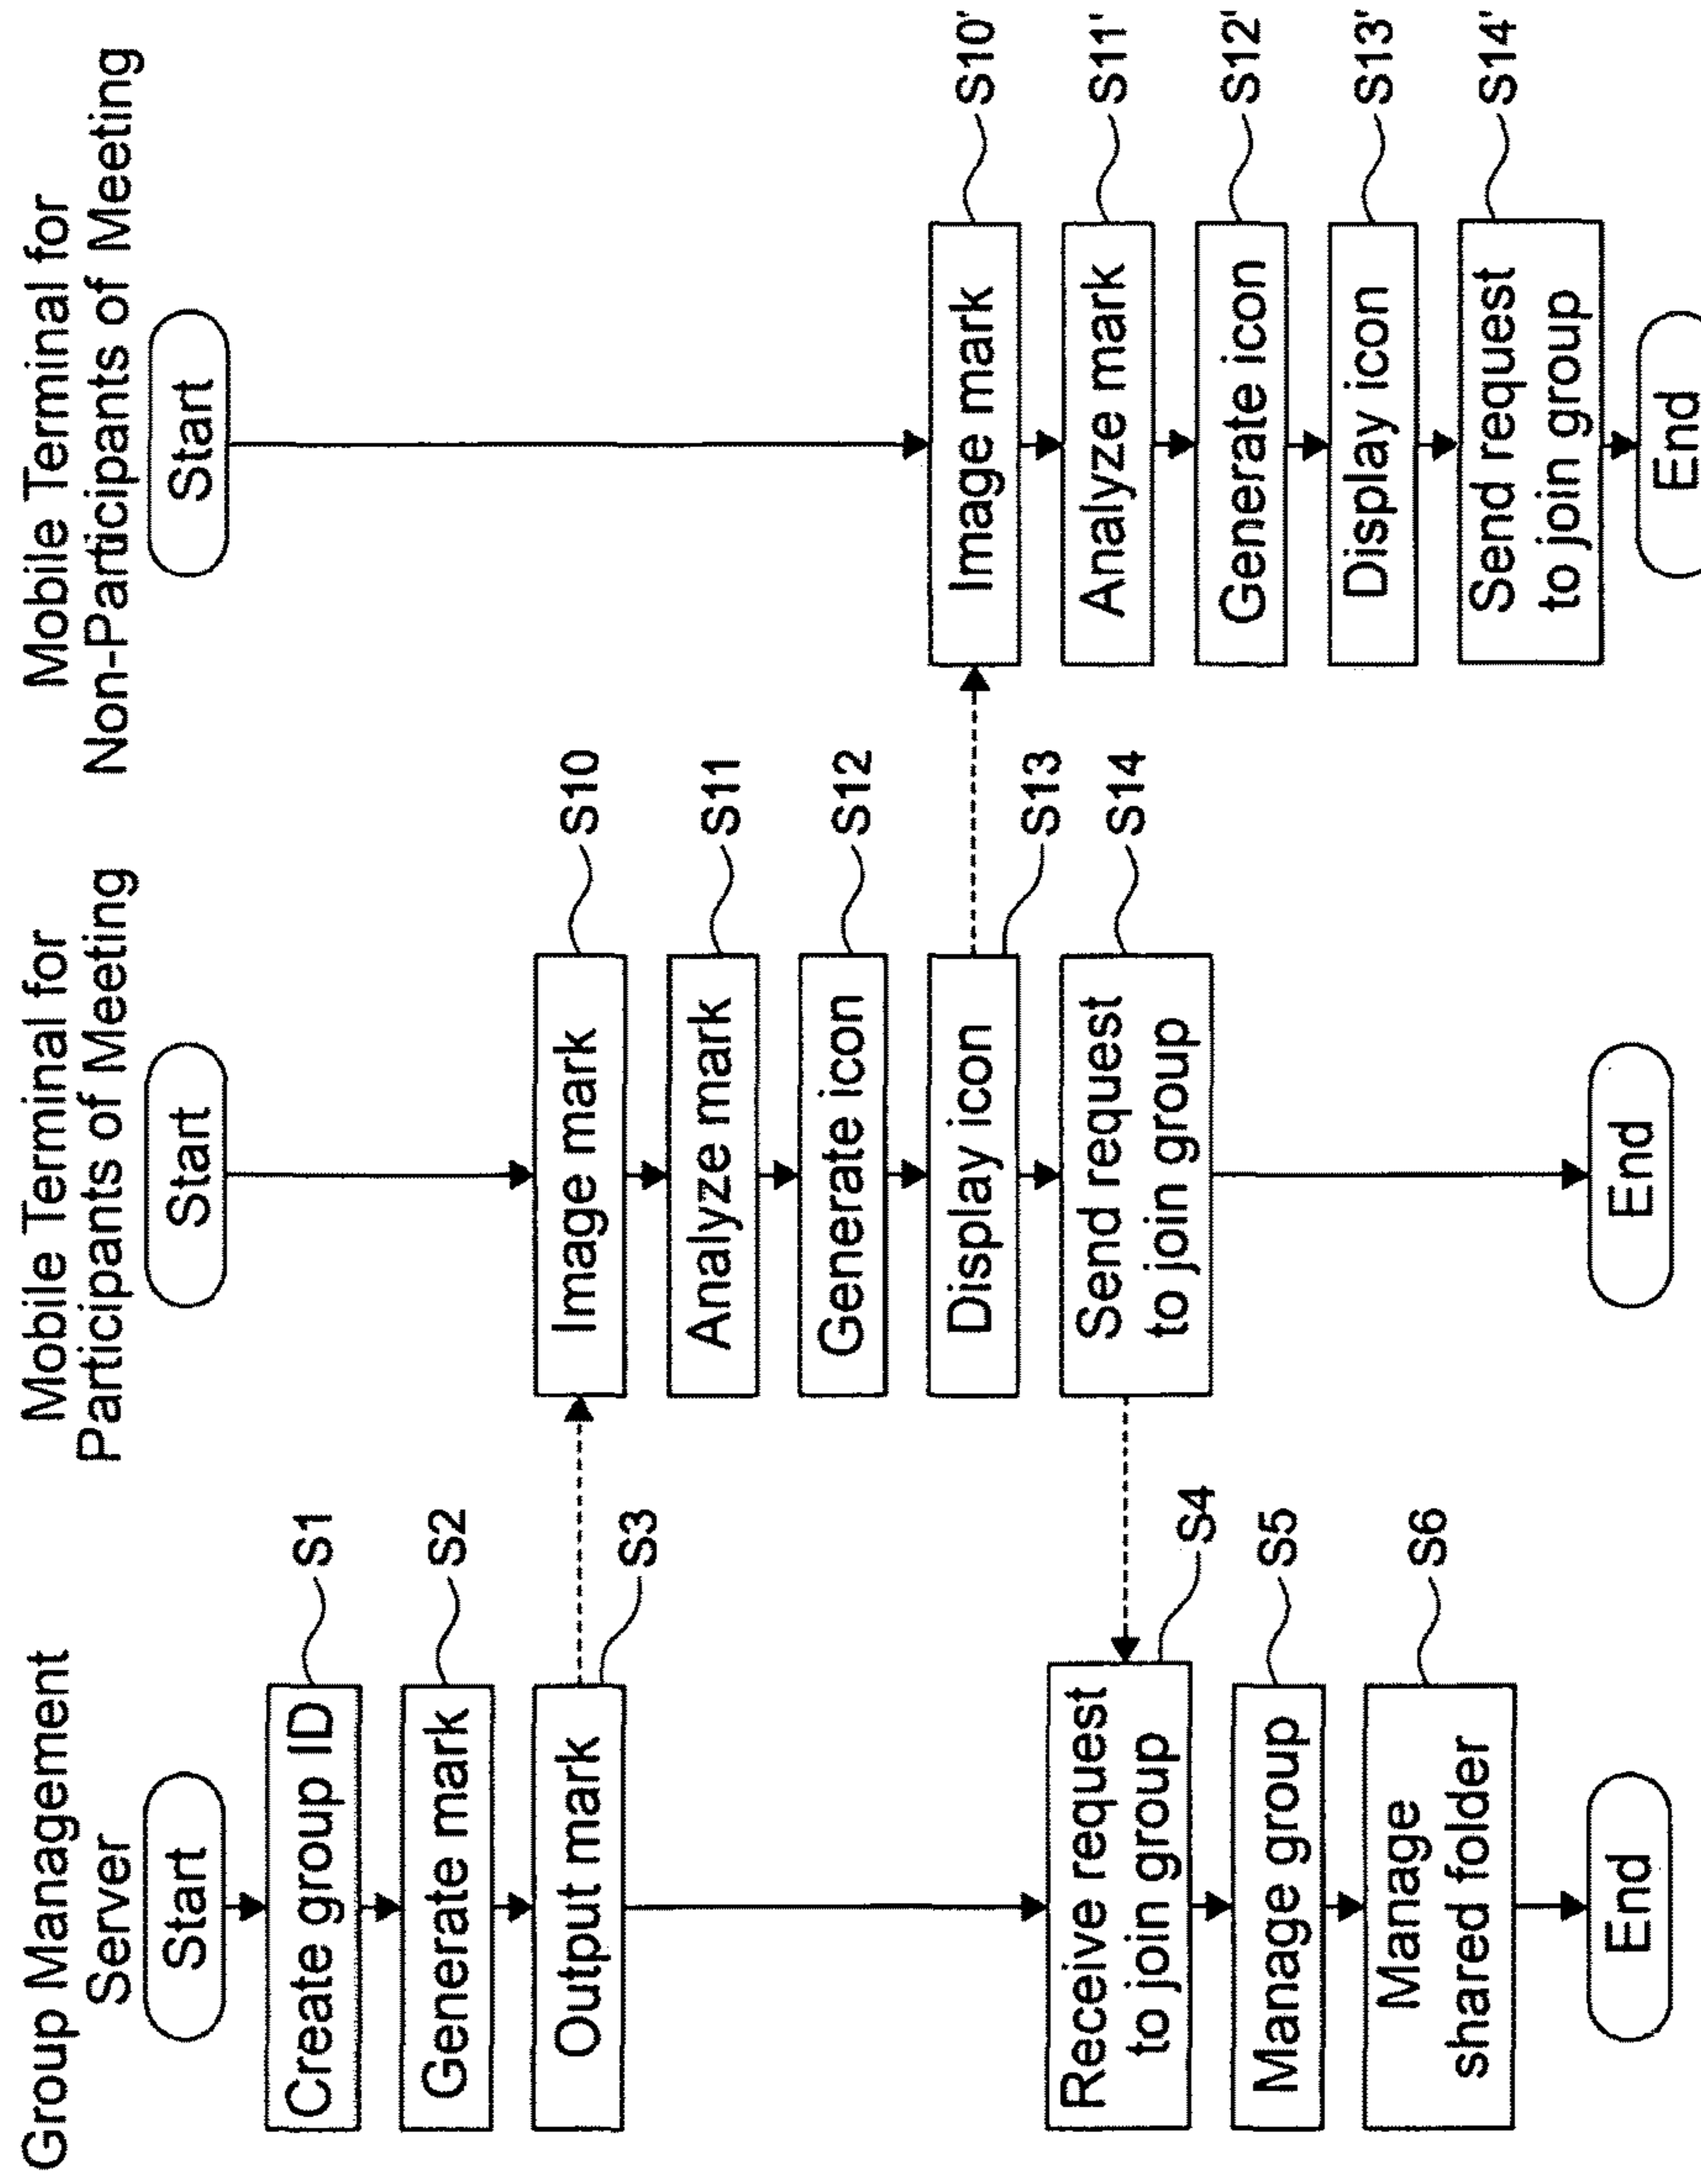 Group Management
Server
Start
Create group ID
S1
Generate mark
S2
Output mark
S3
Receive request
to join group
S4
Manage group
S5
Manage
shared folder
S6
End
Mobile Terminal for
Participants of Meeting
Start
Image mark
S10
Analyze mark
S11
Generate icon
S12
Display icon
S13
Send request
to join group
S14
End
Mobile Terminal for
Non-Participants of Meeting
Start
Image mark
S10'
Analyze mark
S11'
Generate icon
S12'
Display icon
S13'
Send request
to join group
S14'
End